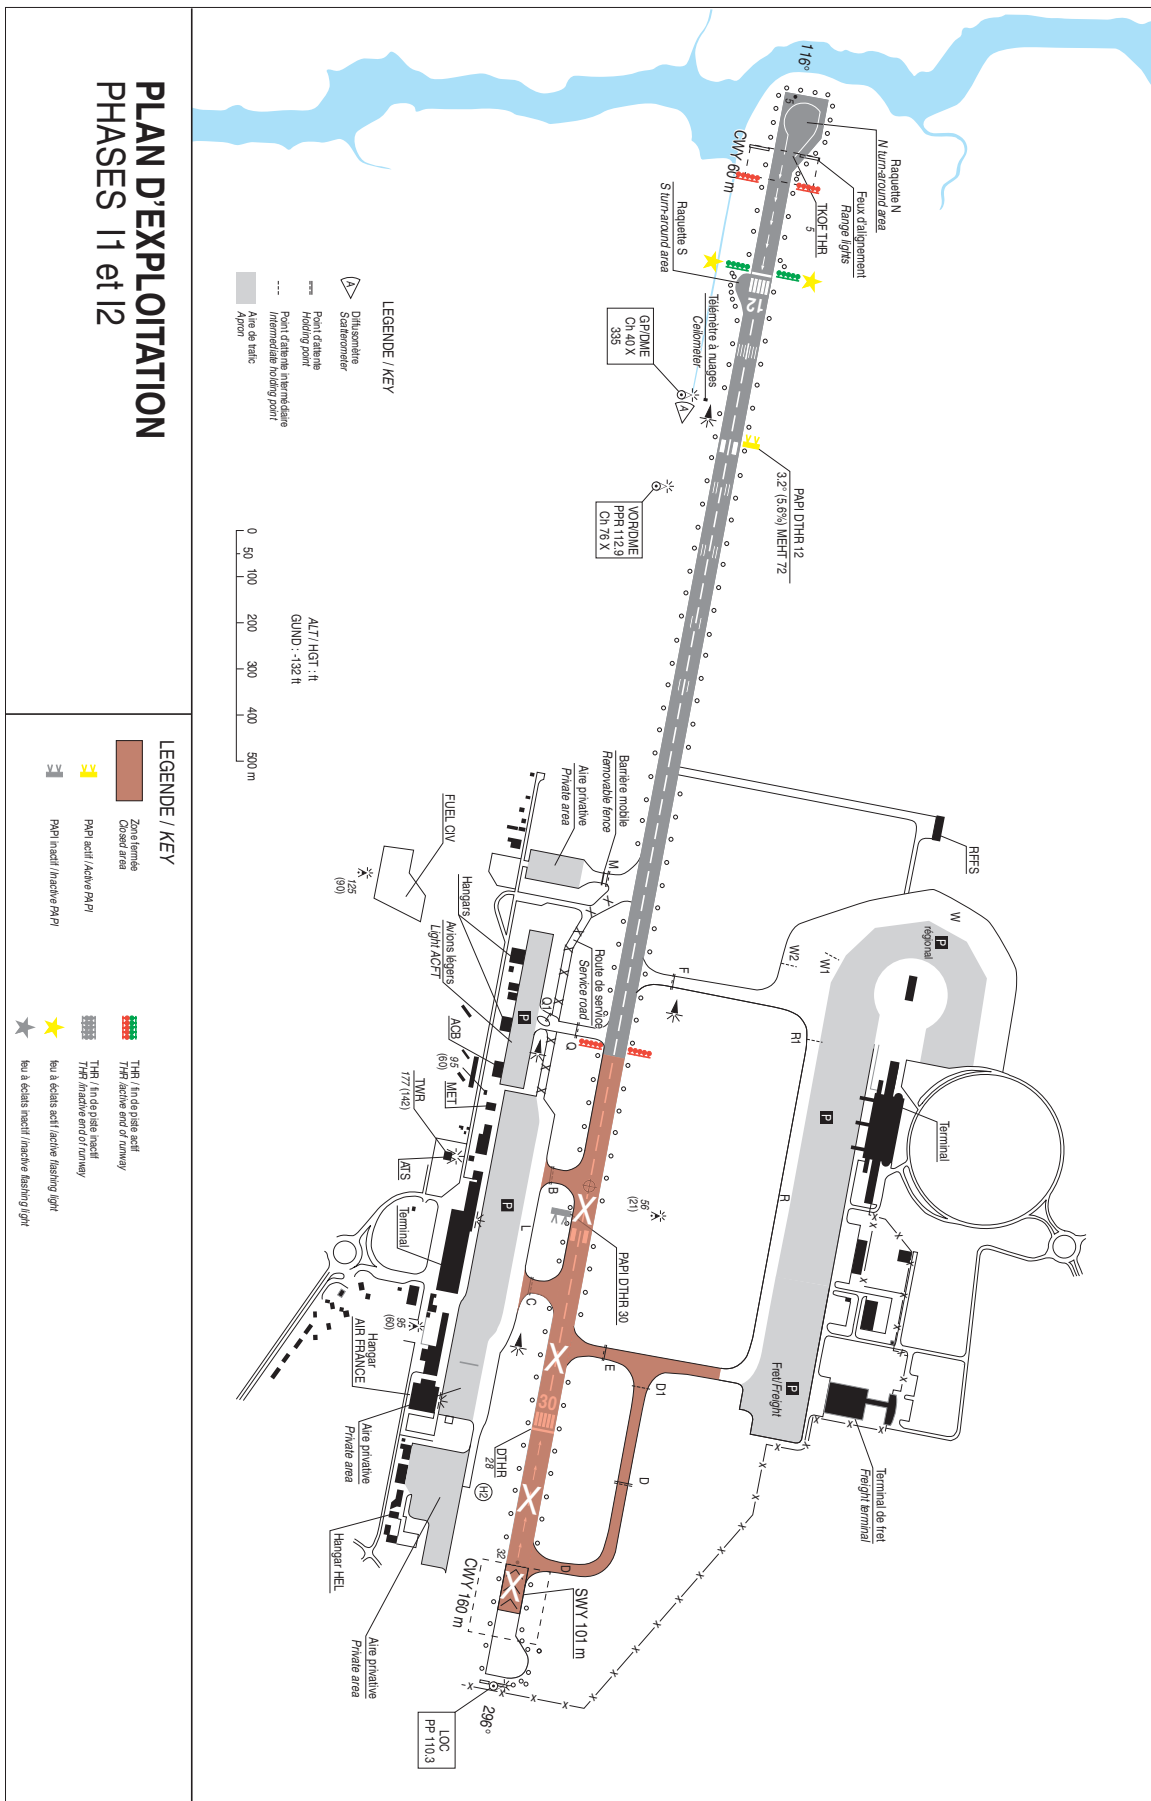 PLAN D'EXPLOITATION
PHASES I1 et I2
LEGENDE / KEY
Diffusomètre
Scatterometer
A
Point d'attente
Holding point
Point d'attente intermédiaire
Intermediate holding point
Aire de trafic
Apron
0 50 100 200 300 400 500 m
ALT / HGT : ft
GUND : -132 ft
LEGENDE / KEY
Zone fermée
Closed area
PAPI actif / Active PAPI
PAPI inactif / Inactive PAPI
THR / fin de piste actif
THR /active end of runway
THR / fin de piste inactif
THR /inactive end of runway
feu à éclats actif /active flashing light
feu à éclats inactif /inactive flashing light
116°
5
CWY 60 m
Raquette N
N turn-around area
Feux d'alignement
Range lights
TKOF THR
5
Raquette S
S turn-around area
12
Télémètre à nuages
Ceilometer
GP/DME
Ch 40 X
335
A
PAPI DTHR 12
3.2° (5.6%) MEHT 72
VOR/DME
PPR 112.9
Ch 76 X
Barrière mobile
Removable fence
Aire privative
Private area
M
FUEL CIV
125
(90)
Hangars
Avions légers
Light ACFT
Route de service
Service road
Q1
Q
P
ACB
95
(60)
MET
TWR
177 (142)
ATS
Terminal
P
L
B
C
56
(21)
PAPI DTHR 30
95
(60)
Hangar
AIR FRANCE
Aire privative
Private area
Hangar HEL
Aire privative
Private area
H2
30
DTHR
28
32
CWY 160 m
SWY 101 m
296°
LOC
PP 110.3
D
D
D1
E
F
RFFS
W
W1
W2
P
régional
R1
R
P
Terminal
P
Fret/Freight
Terminal de fret
Freight terminal